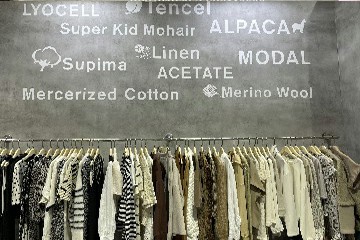 LYOCELL Tencel
Super Kid Mohair ALPACA
Supima Linen MODAL
ACETATE
Mercerized Cotton Merino Wool